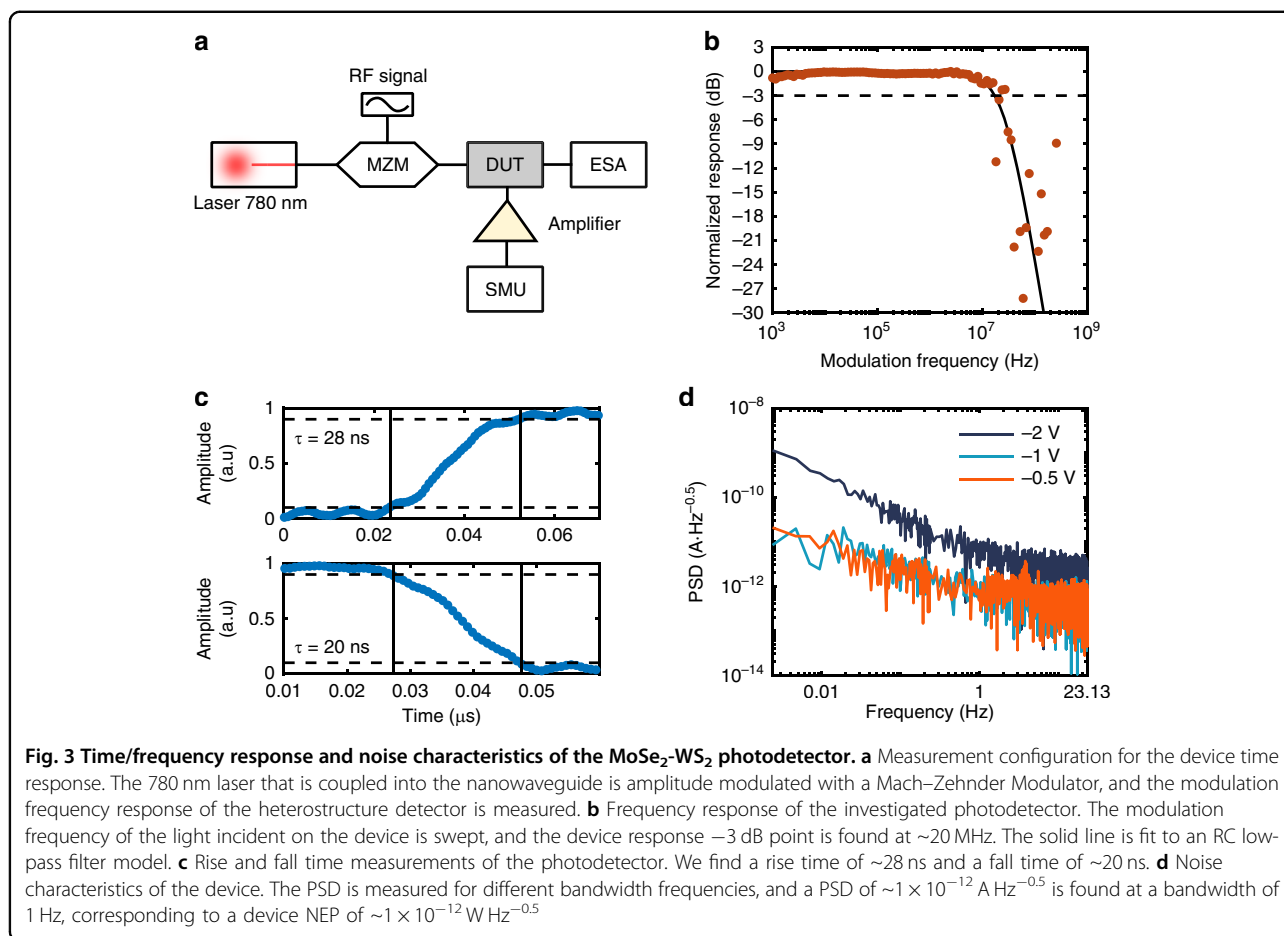 a
RF signal
MZM
DUT
ESA
Laser 780 nm
Amplifier
SMU
b
3
0
−3
−6
−9
−12
−15
−18
−21
−24
−27
−30
Normalized response (dB)
10³ 10⁵ 10⁷ 10⁹
Modulation frequency (Hz)
c
1
0.5
0
Amplitude
(a.u)
τ = 28 ns
0 0.02 0.04 0.06
1
0.5
0
Amplitude
(a.u)
τ = 20 ns
0.01 0.02 0.03 0.04 0.05
Time (μs)
d
10⁻⁸
10⁻¹⁰
10⁻¹²
10⁻¹⁴
PSD (A·Hz⁻⁰·⁵)
−2 V
−1 V
−0.5 V
0.01 1 23.13
Frequency (Hz)
Fig. 3 Time/frequency response and noise characteristics of the MoSe₂-WS₂ photodetector. a Measurement configuration for the device time
response. The 780 nm laser that is coupled into the nanowaveguide is amplitude modulated with a Mach–Zehnder Modulator, and the modulation
frequency response of the heterostructure detector is measured. b Frequency response of the investigated photodetector. The modulation
frequency of the light incident on the device is swept, and the device response −3 dB point is found at ~20 MHz. The solid line is fit to an RC low-
pass filter model. c Rise and fall time measurements of the photodetector. We find a rise time of ~28 ns and a fall time of ~20 ns. d Noise
characteristics of the device. The PSD is measured for different bandwidth frequencies, and a PSD of ~1 × 10⁻¹² A Hz⁻⁰·⁵ is found at a bandwidth of
1 Hz, corresponding to a device NEP of ~1 × 10⁻¹² W Hz⁻⁰·⁵